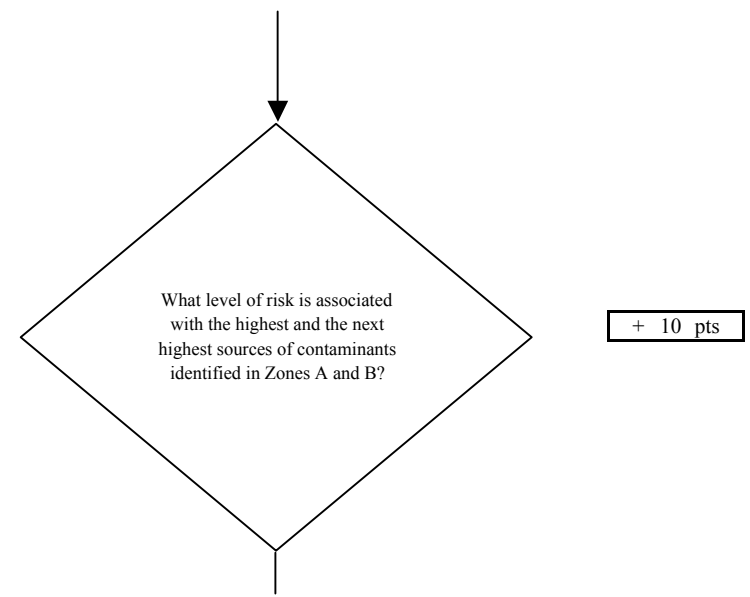 What level of risk is associated
with the highest and the next
highest sources of contaminants
identified in Zones A and B?
+ 10 pts